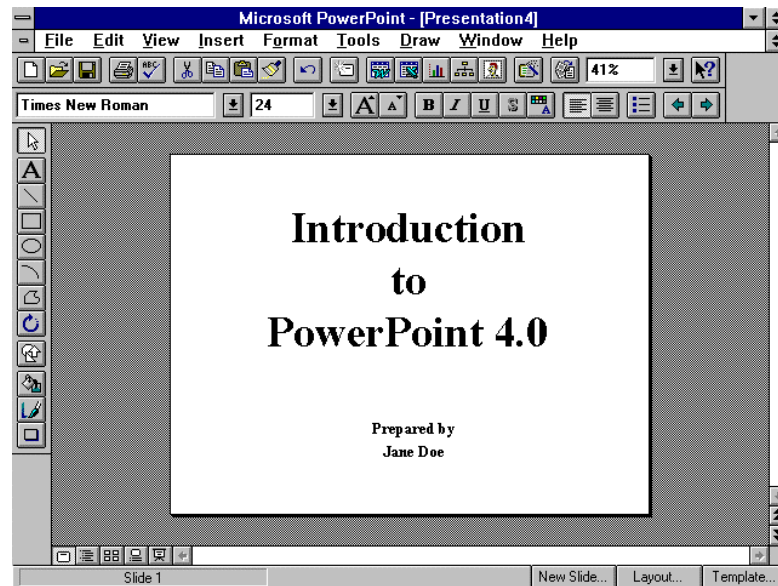 Microsoft PowerPoint - [Presentation4]
File Edit View Insert Format Tools Draw Window Help
ABC 41% ?
Times New Roman 24 A A B I U S A
A
Introduction
to
PowerPoint 4.0
Prepared by
Jane Doe
Slide 1 New Slide... Layout... Template...